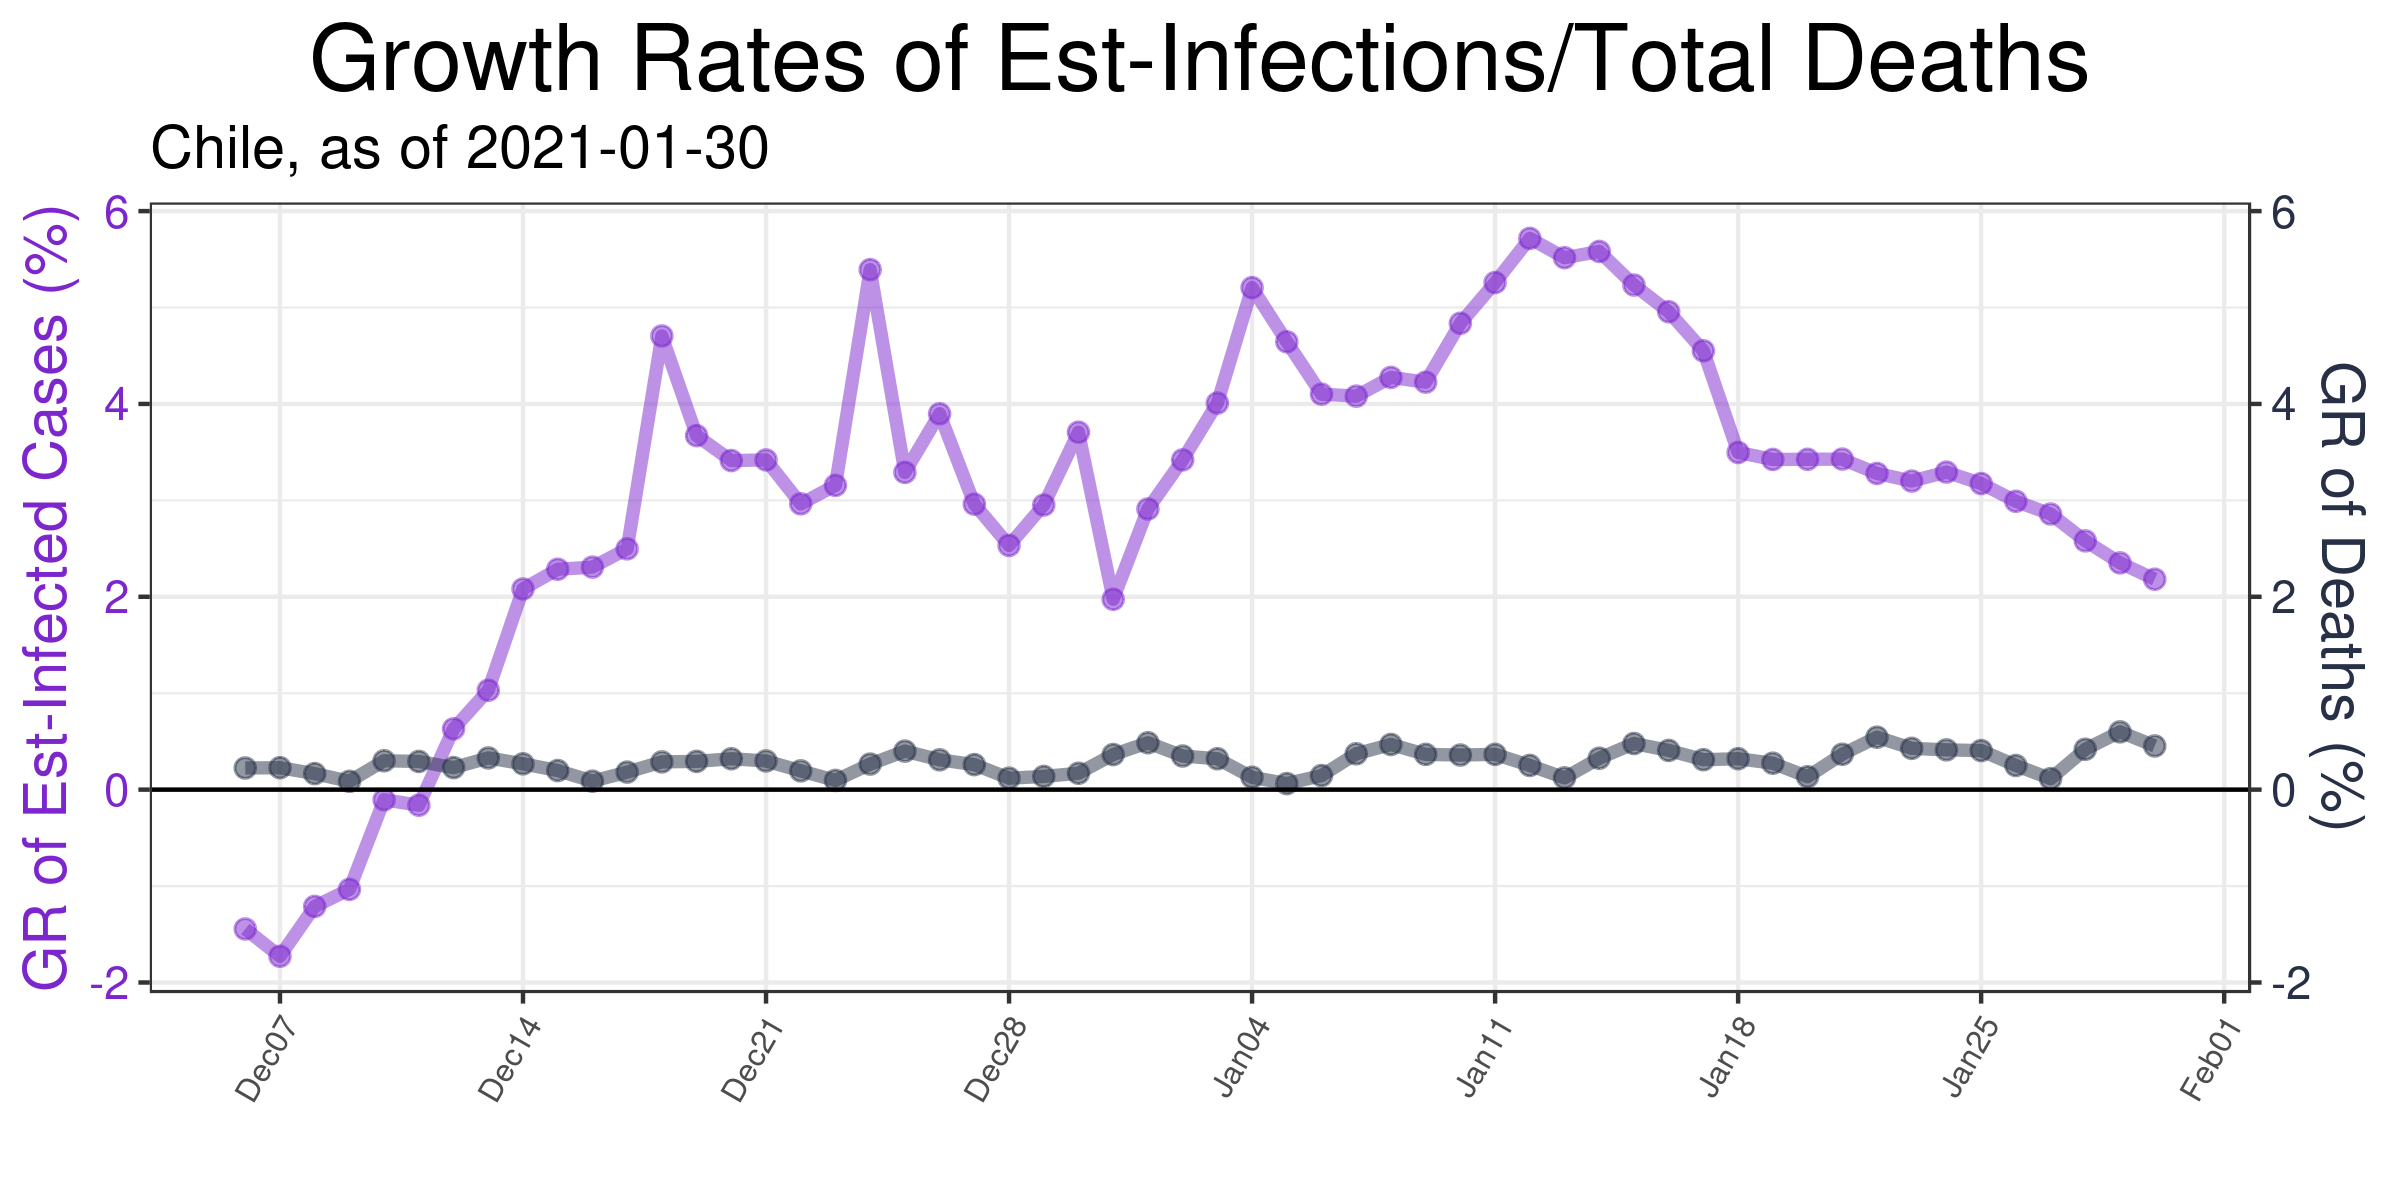 Growth Rates of Est-Infections/Total Deaths
Chile, as of 2021-01-30
GR of Est-Infected Cases (%)
6
4
2
0
-2
6
4
2
0
-2
GR of Deaths (%)
Dec07
Dec14
Dec21
Dec28
Jan04
Jan11
Jan18
Jan25
Feb01